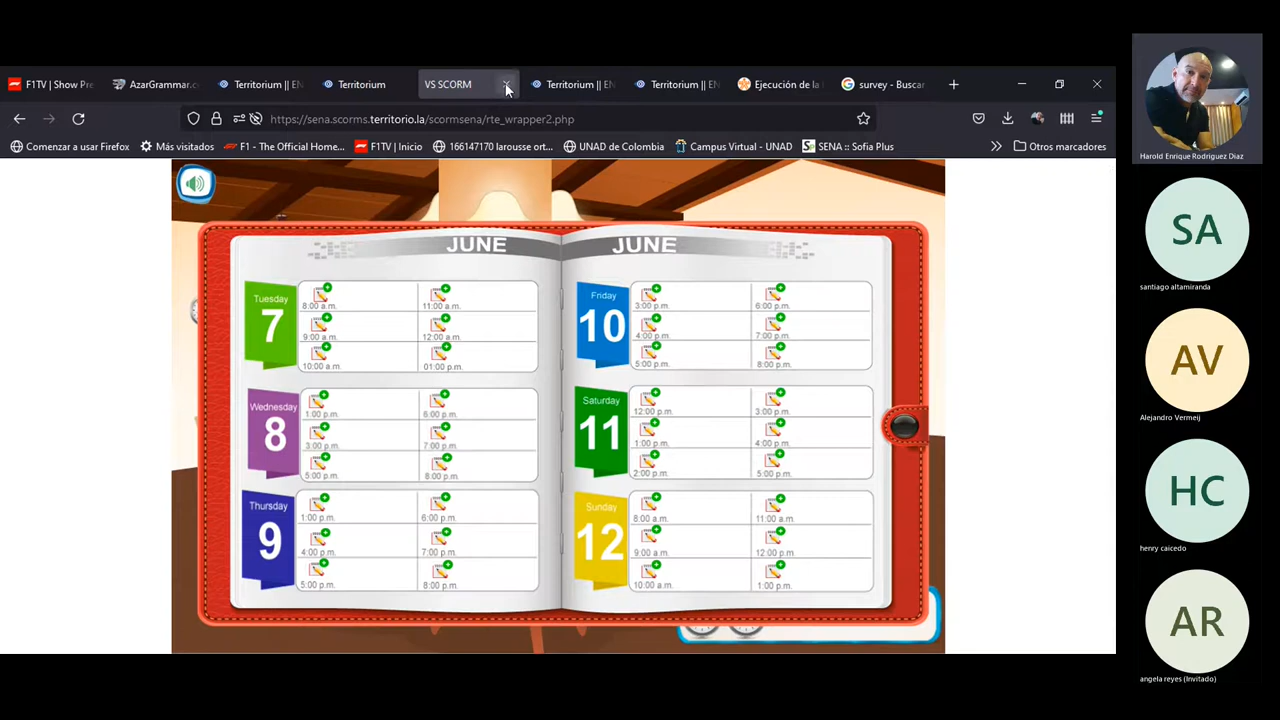 F1TV | Show Pre
AzarGrammar.c
Territorium || EN
Territorium
VS SCORM
Territorium || EN
Territorium || EN
Ejecución de la
survey - Buscar
https://sena.scorms.territorio.la/scormsena/rte_wrapper2.php
Comenzar a usar Firefox
Más visitados
F1 - The Official Home...
F1TV | Inicio
166147170 larousse ort...
UNAD de Colombia
Campus Virtual - UNAD
SENA :: Sofia Plus
Otros marcadores
JUNE
Tuesday
7
8:00 a.m.
11:00 a.m.
9:00 a.m.
12:00 a.m.
10:00 a.m.
01:00 p.m.
Wednesday
8
1:00 p.m.
6:00 p.m.
3:00 p.m.
7:00 p.m.
5:00 p.m.
8:00 p.m.
Thursday
9
1:00 p.m.
6:00 p.m.
4:00 p.m.
7:00 p.m.
5:00 p.m.
8:00 p.m.
JUNE
Friday
10
3:00 p.m.
6:00 p.m.
4:00 p.m.
7:00 p.m.
5:00 p.m.
8:00 p.m.
Saturday
11
12:00 p.m.
3:00 p.m.
1:00 p.m.
4:00 p.m.
2:00 p.m.
5:00 p.m.
Sunday
12
8:00 a.m.
11:00 a.m
9:00 a.m.
12:00 p.m
10:00 a.m.
1:00 p.m.
Harold Enrique Rodriguez Diaz
SA
santiago altamiranda
AV
Alejandro Vermeij
HC
henry caicedo
AR
angela reyes (Invitado)